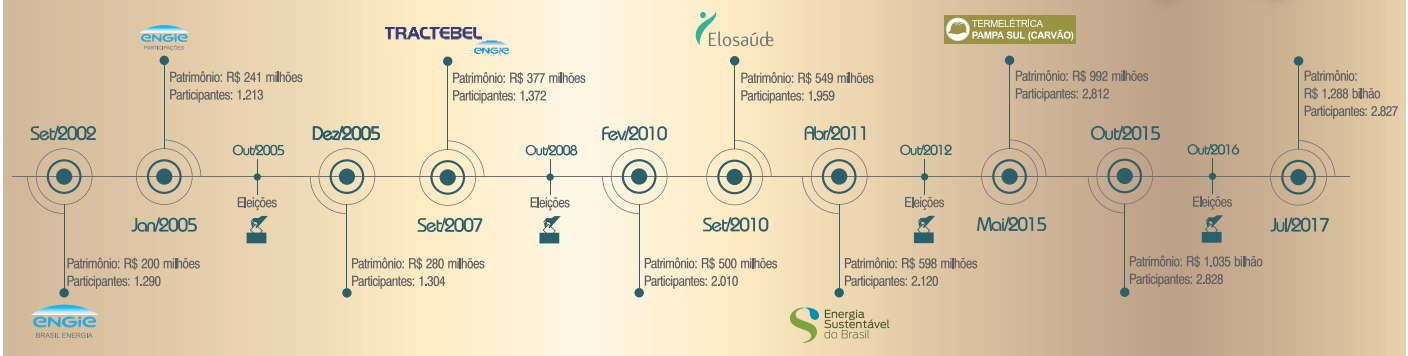 Set/2002
Patrimônio: R$ 200 milhões
Participantes: 1.290
ENGIE
BRASIL ENERGIA
ENGIE
PARTICIPAÇÕES
Patrimônio: R$ 241 milhões
Participantes: 1.213
Jan/2005
Out/2005
Eleições
Dez/2005
Patrimônio: R$ 280 milhões
Participantes: 1.304
TRACTEBEL
ENGIE
Patrimônio: R$ 377 milhões
Participantes: 1.372
Set/2007
Out/2008
Eleições
Fev/2010
Patrimônio: R$ 500 milhões
Participantes: 2.010
Elosaúde
Patrimônio: R$ 549 milhões
Participantes: 1.959
Set/2010
Abr/2011
Patrimônio: R$ 598 milhões
Participantes: 2.120
Energia
Sustentável
do Brasil
Out/2012
Eleições
TERMELÉTRICA
PAMPA SUL (CARVÃO)
Patrimônio: R$ 992 milhões
Participantes: 2.812
Mai/2015
Out/2015
Patrimônio: R$ 1,035 bilhão
Participantes: 2.828
Out/2016
Eleições
Patrimônio:
R$ 1.288 bilhão
Participantes: 2.827
Jul/2017